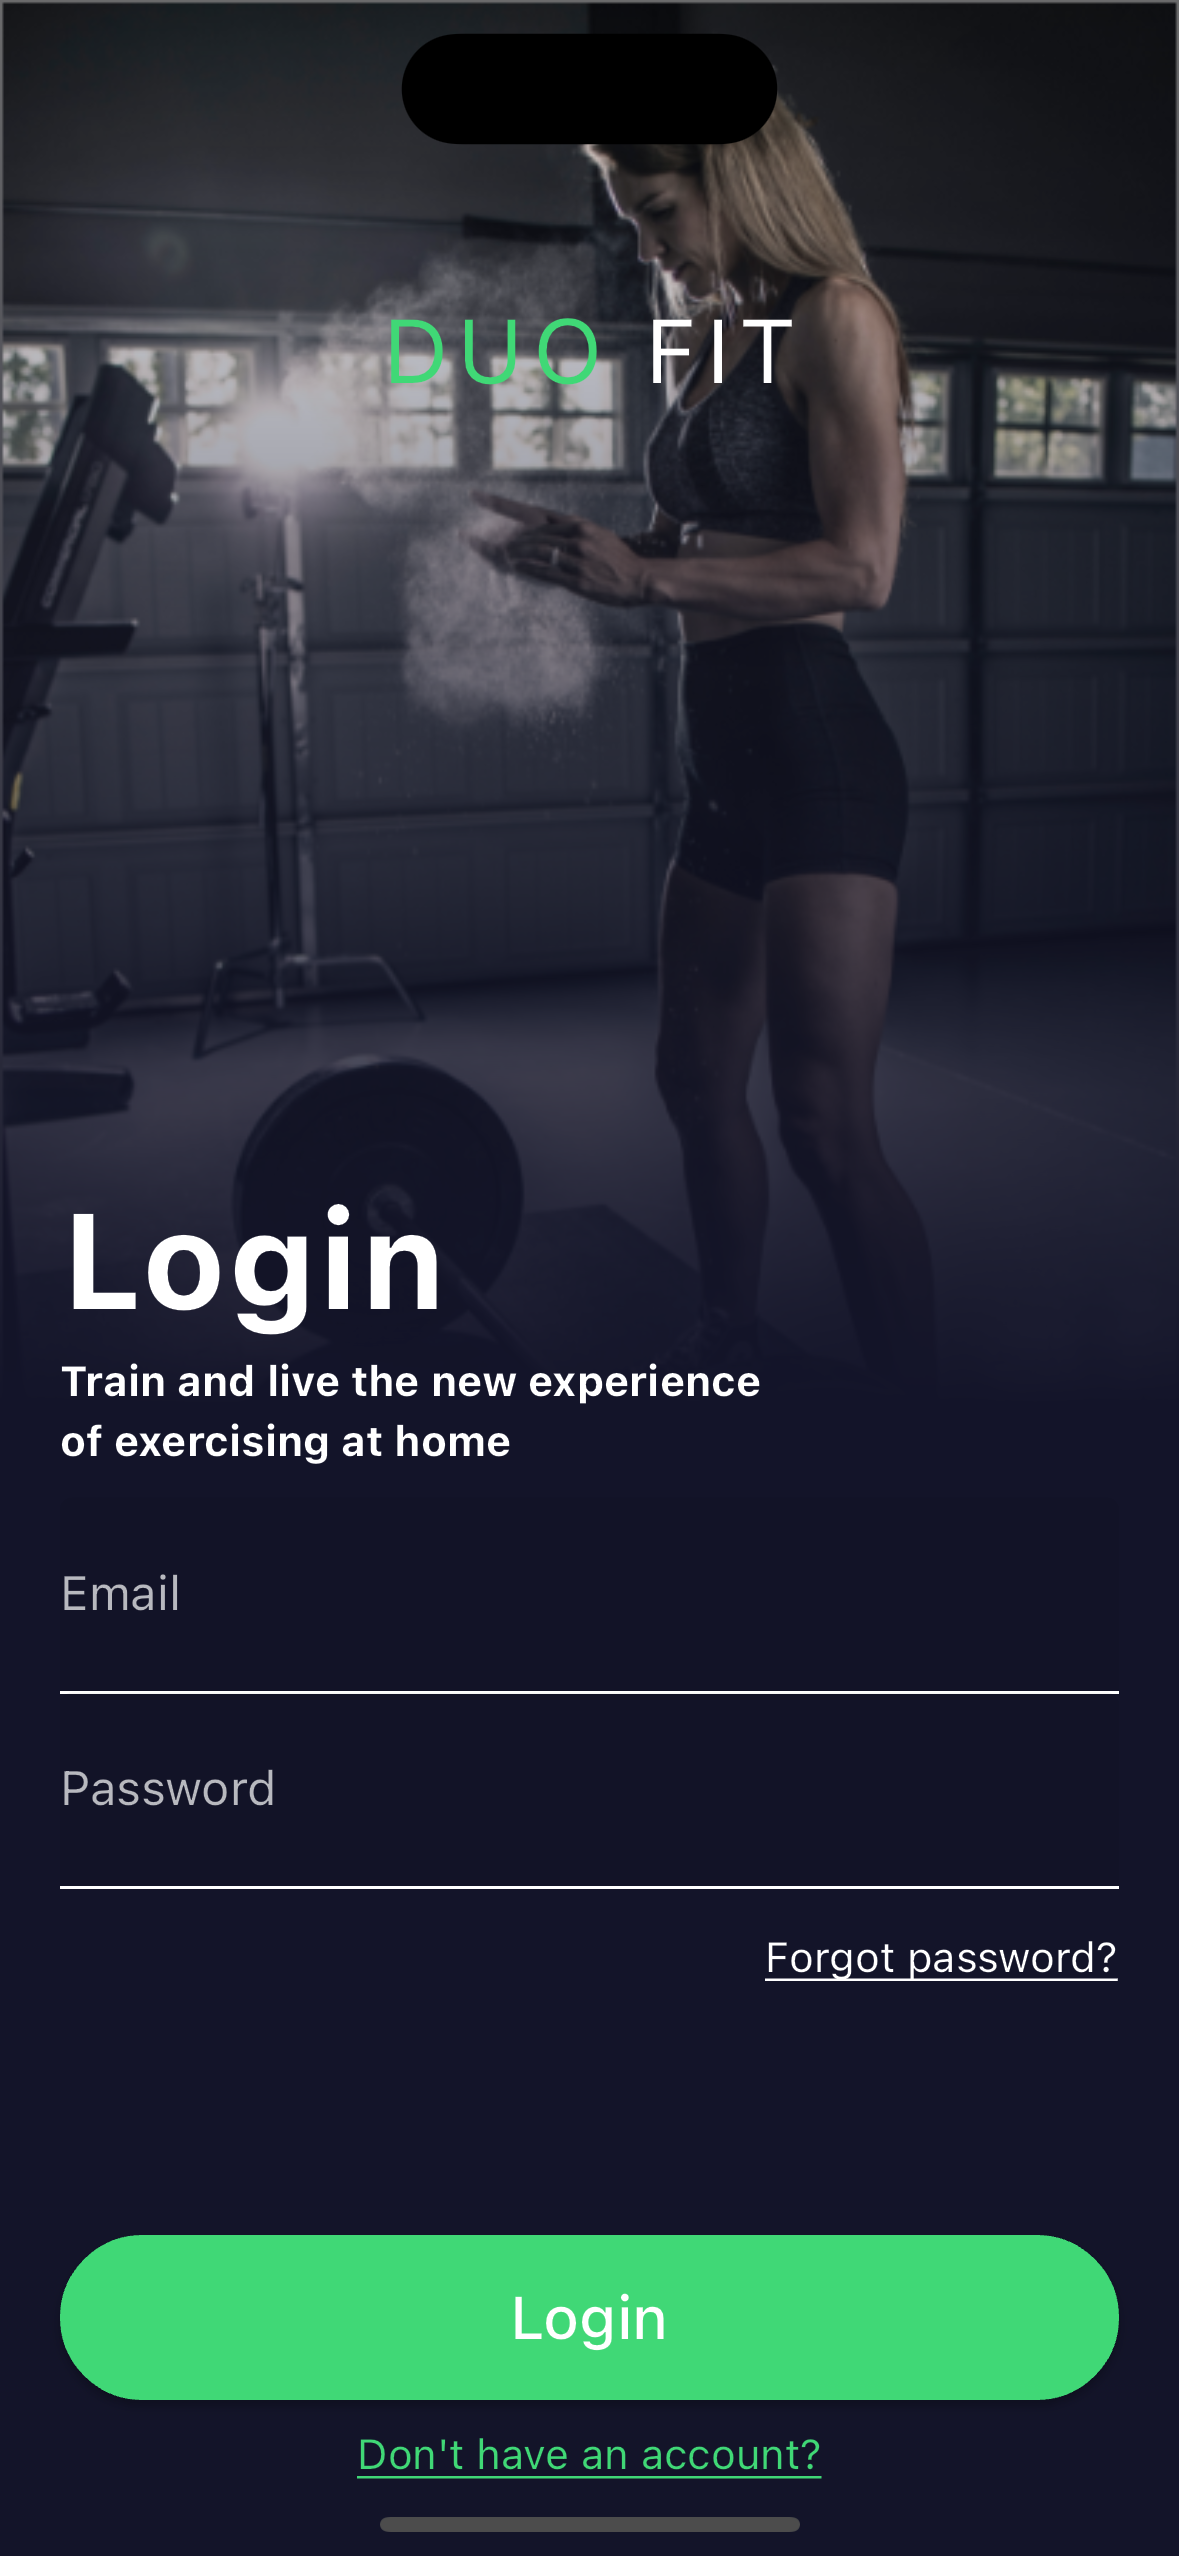 DUO FIT
Login
Train and live the new experience
of exercising at home
Email
Password
Forgot password?
Login
Don't have an account?